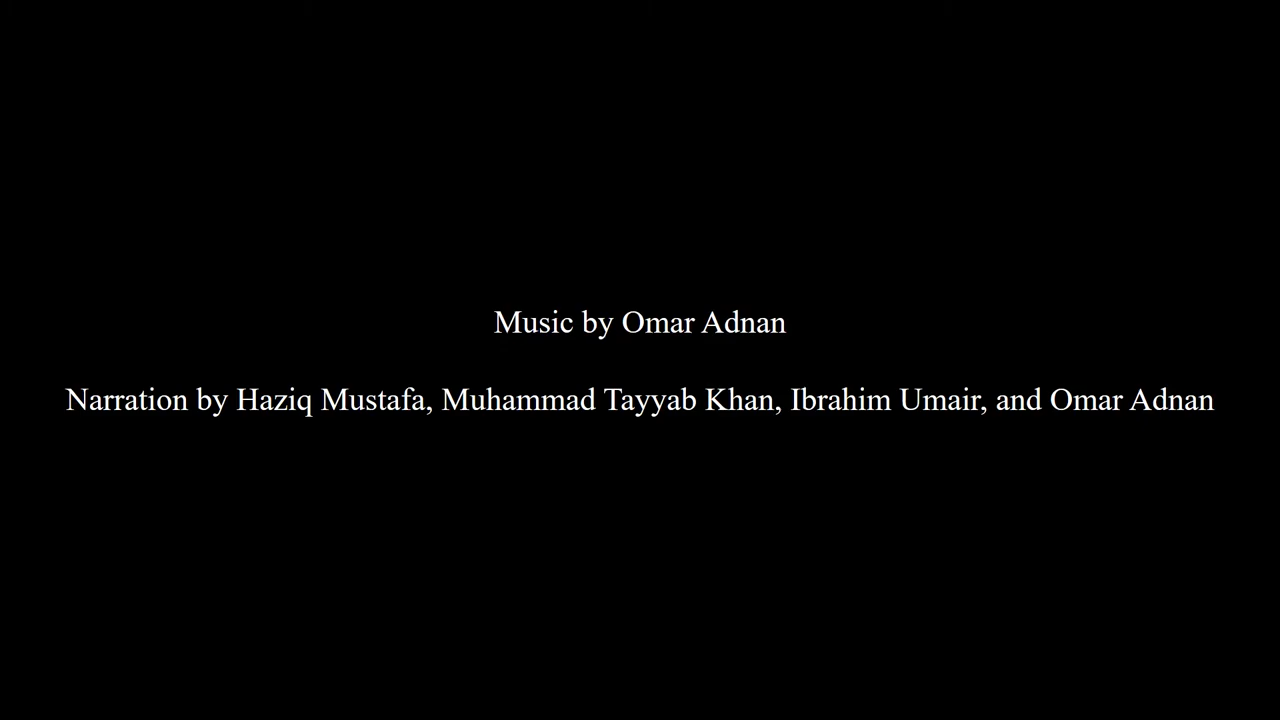 Music by Omar Adnan
Narration by Haziq Mustafa, Muhammad Tayyab Khan, Ibrahim Umair, and Omar Adnan